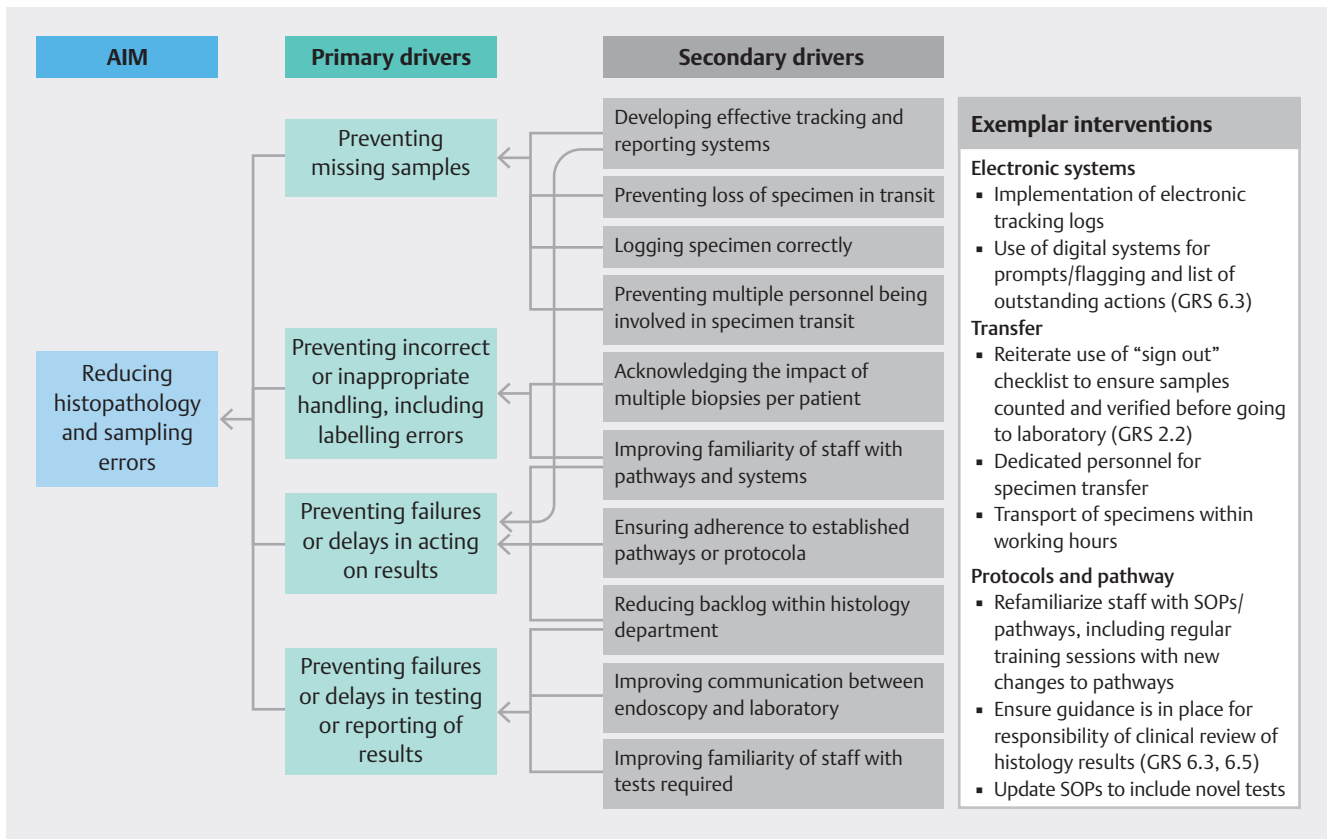 AIM
Primary drivers
Secondary drivers
Reducing
histopathology
and sampling
errors
Preventing
missing samples
Preventing incorrect
or inappropriate
handling, including
labelling errors
Preventing failures
or delays in acting
on results
Preventing failures
or delays in testing
or reporting of
results
Developing effective tracking and
reporting systems
Preventing loss of specimen in transit
Logging specimen correctly
Preventing multiple personnel being
involved in specimen transit
Acknowledging the impact of
multiple biopsies per patient
Improving familiarity of staff with
pathways and systems
Ensuring adherence to established
pathways or protocola
Reducing backlog within histology
department
Improving communication between
endoscopy and laboratory
Improving familiarity of staff with
tests required
Exemplar interventions
Electronic systems
▪ Implementation of electronic
tracking logs
▪ Use of digital systems for
prompts/flagging and list of
outstanding actions (GRS 6.3)
Transfer
▪ Reiterate use of “sign out”
checklist to ensure samples
counted and verified before going
to laboratory (GRS 2.2)
▪ Dedicated personnel for
specimen transfer
▪ Transport of specimens within
working hours
Protocols and pathway
▪ Refamiliarize staff with SOPs/
pathways, including regular
training sessions with new
changes to pathways
▪ Ensure guidance is in place for
responsibility of clinical review of
histology results (GRS 6.3, 6.5)
▪ Update SOPs to include novel tests